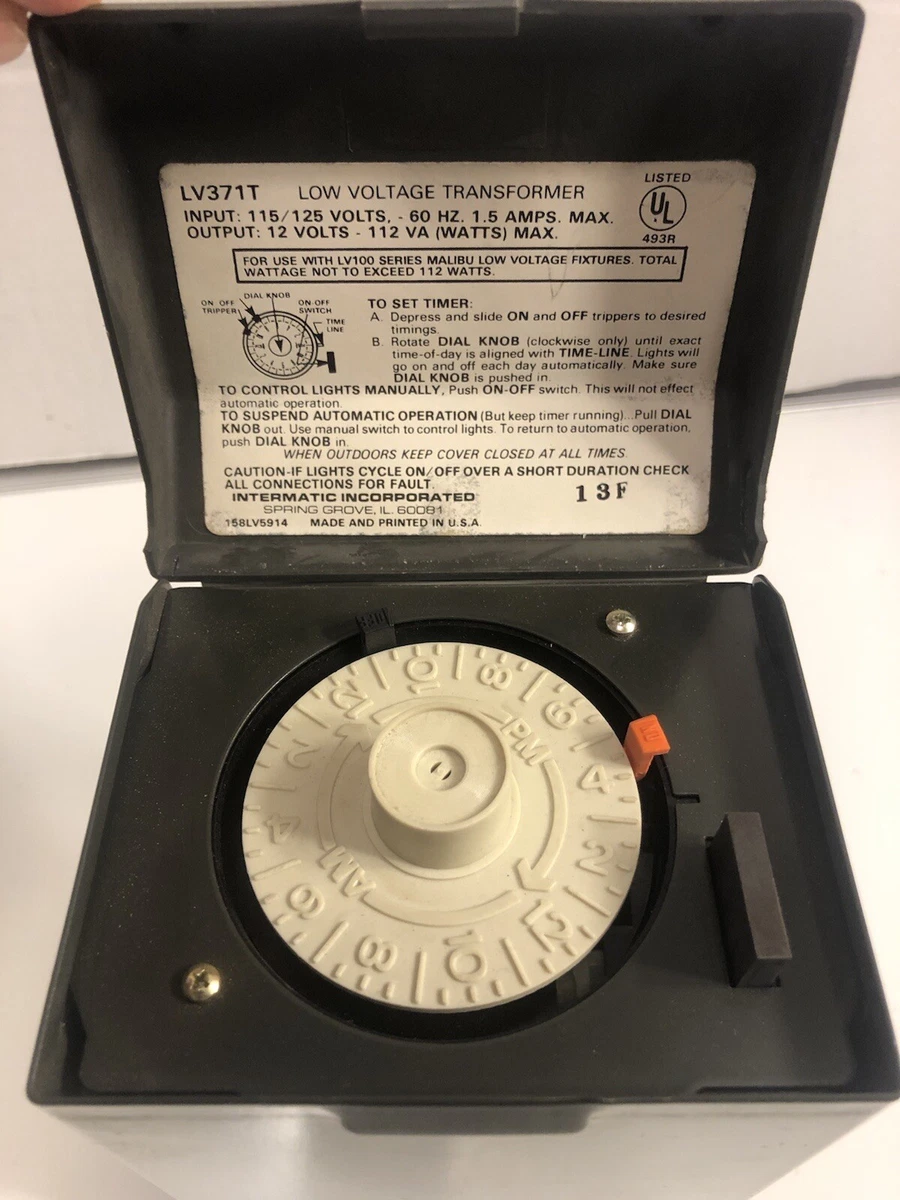 LV371T LOW VOLTAGE TRANSFORMER
LISTED
UL
493R
INPUT: 115/125 VOLTS, - 60 HZ. 1.5 AMPS. MAX.
OUTPUT: 12 VOLTS - 112 VA (WATTS) MAX.
FOR USE WITH LV100 SERIES MALIBU LOW VOLTAGE FIXTURES. TOTAL
WATTAGE NOT TO EXCEED 112 WATTS.
DIAL KNOB
ON OFF
TRIPPER
ON-OFF
SWITCH
TIME
LINE
TO SET TIMER:
A. Depress and slide ON and OFF trippers to desired
timings.
B. Rotate DIAL KNOB (clockwise only) until exact
time-of-day is aligned with TIME-LINE. Lights will
go on and off each day automatically. Make sure
DIAL KNOB is pushed in.
TO CONTROL LIGHTS MANUALLY, Push ON-OFF switch. This will not effect
automatic operation.
TO SUSPEND AUTOMATIC OPERATION (But keep timer running)...Pull DIAL
KNOB out. Use manual switch to control lights. To return to automatic operation,
push DIAL KNOB in.
WHEN OUTDOORS KEEP COVER CLOSED AT ALL TIMES.
CAUTION-IF LIGHTS CYCLE ON/OFF OVER A SHORT DURATION CHECK
ALL CONNECTIONS FOR FAULT.
INTERMATIC INCORPORATED
SPRING GROVE, IL. 60081
13F
158LV5914 MADE AND PRINTED IN U.S.A.
OFF
12 10 8 6 4 2 12 10 8 6 4 2
PM
AM
ON